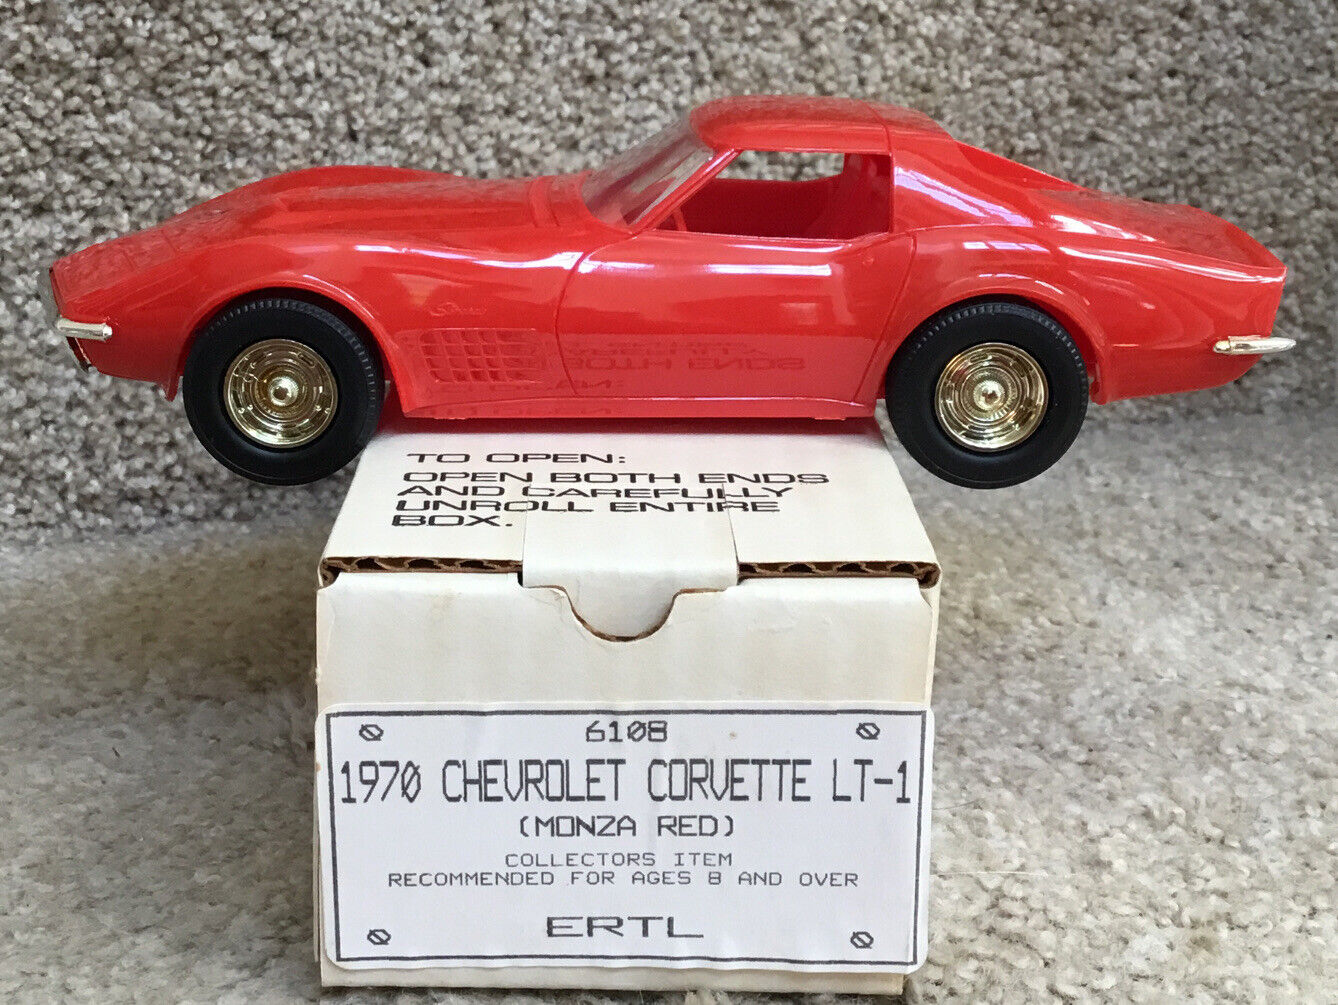 Stingray
TO OPEN:
OPEN BOTH ENDS
AND CAREFULLY
UNROLL ENTIRE
BOX.
6108
1970 CHEVROLET CORVETTE LT-1
(MONZA RED)
COLLECTORS ITEM
RECOMMENDED FOR AGES 8 AND OVER
ERTL